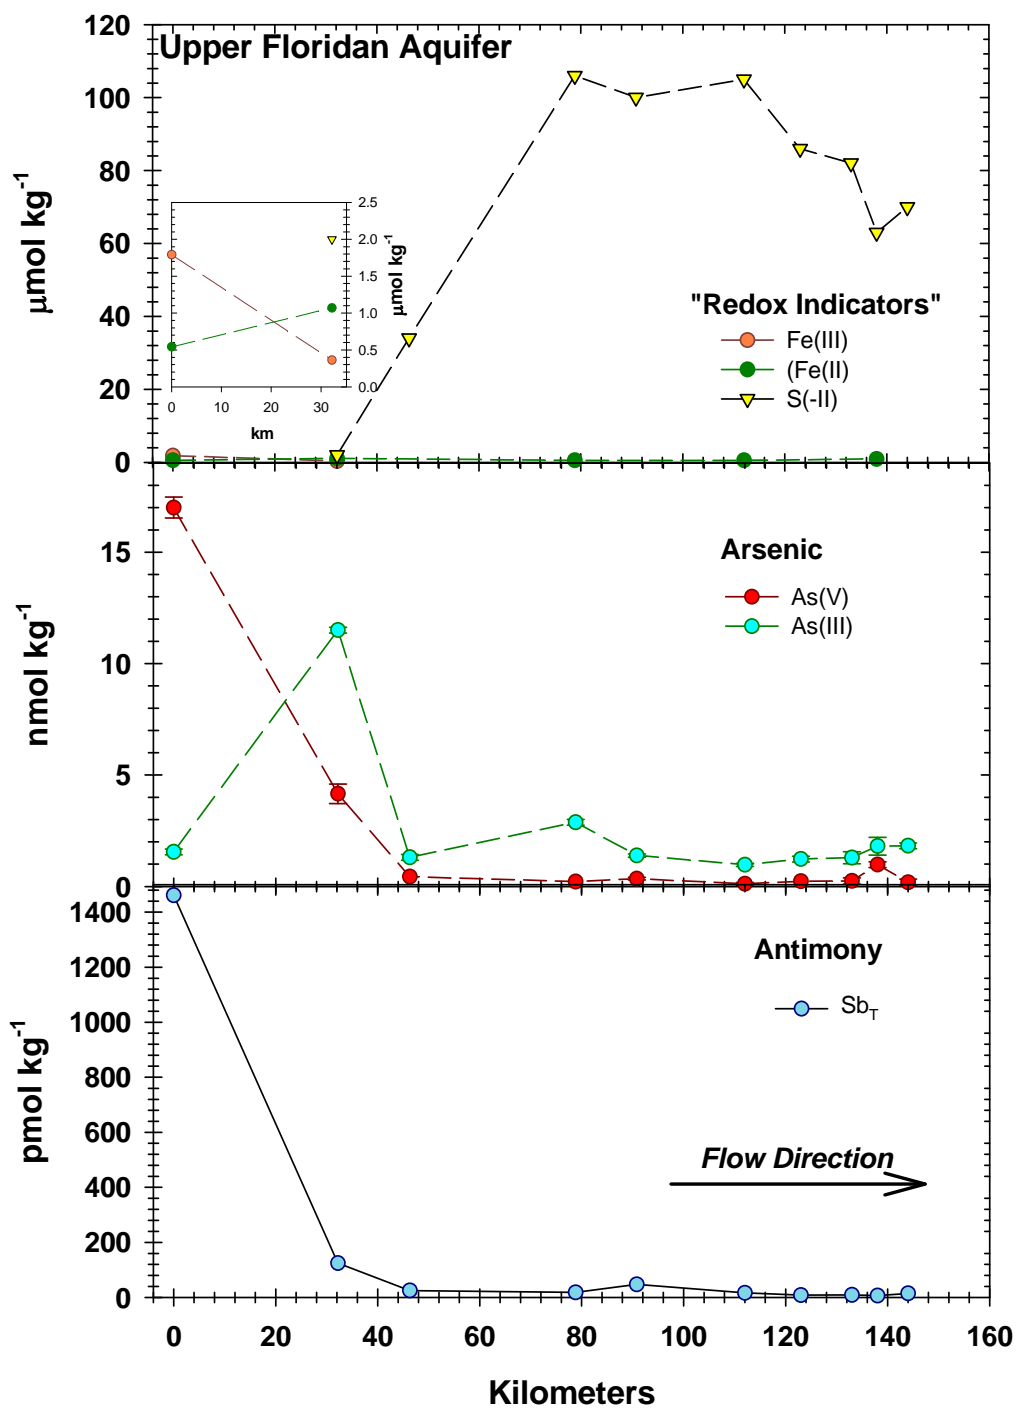 Upper Floridan Aquifer
120
100
80
60
40
20
0
μmol kg-1
2.5
2.0
1.5
1.0
0.5
0.0
μmol kg-1
0 10 20 30
km
"Redox Indicators"
Fe(III)
(Fe(II)
S(-II)
15
10
5
0
nmol kg-1
Arsenic
As(V)
As(III)
1400
1200
1000
800
600
400
200
0
pmol kg-1
Antimony
SbT
Flow Direction
0 20 40 60 80 100 120 140 160
Kilometers